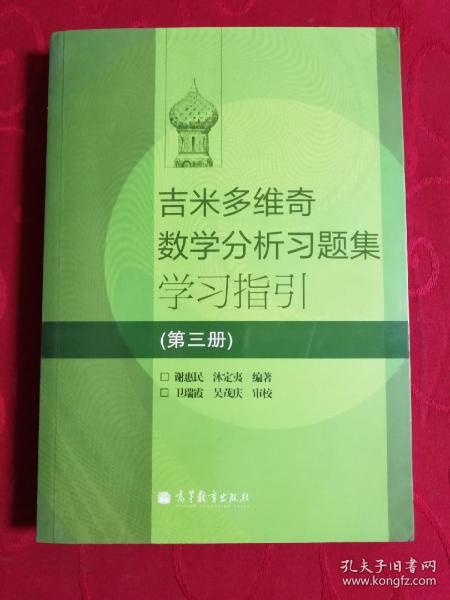 吉米多维奇
数学分析习题集
学习指引
(第三册)
□ 谢惠民 沐定夷 编著
□ 卫瑞霞 吴茂庆 审校
高等教育出版社
孔夫子旧书网
www.kongfz.com